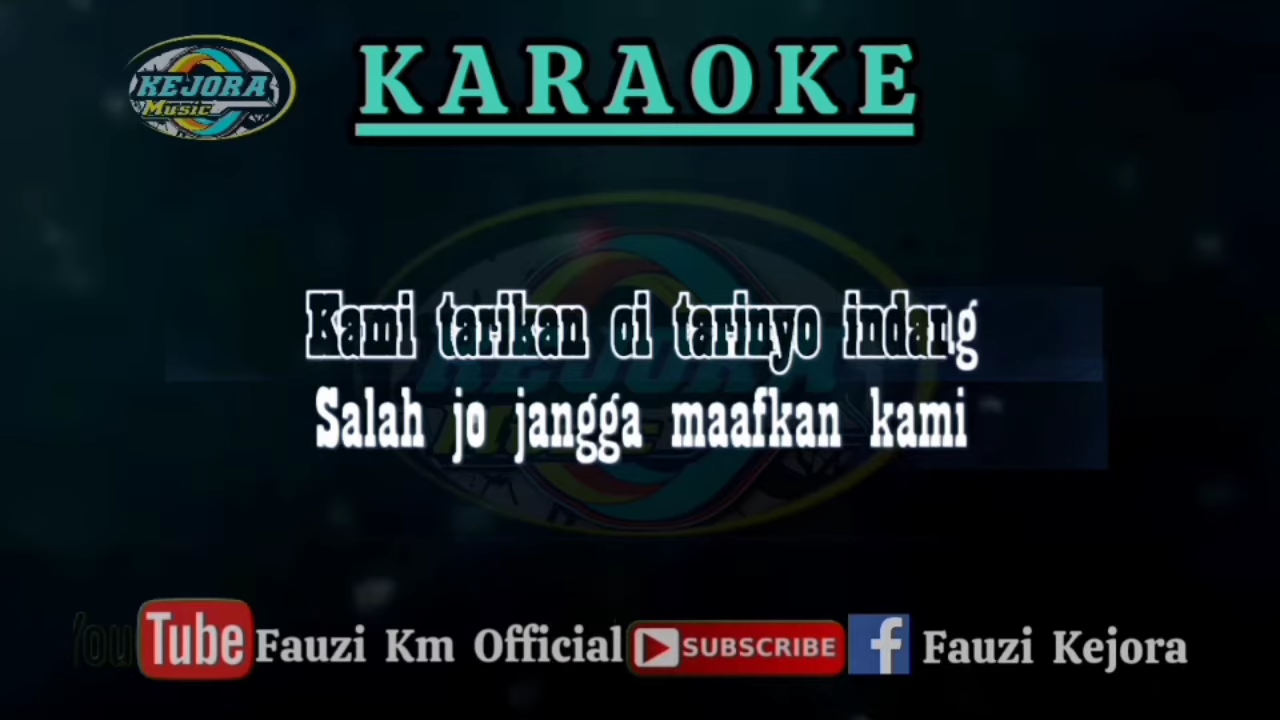 KEJORA
Music
KARAOKE
Kami tarikan oi tarinyo indang
Salah jo jangga maafkan kami
YouTube Fauzi Km Official SUBSCRIBE f Fauzi Kejora